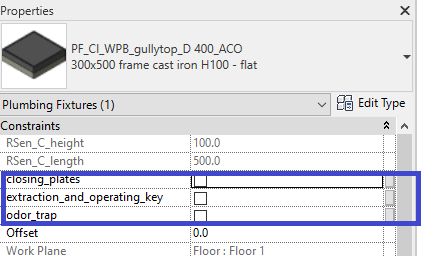 Properties
PF_CI_WPB_gullytop_D 400_ACO
300x500 frame cast iron H100 - flat
Plumbing Fixtures (1)
Edit Type
Constraints
RSen_C_height 100.0
RSen_C_length 500.0
closing_plates
extraction_and_operating_key
odor_trap
Offset 0.0
Work Plane Floor : Floor 1